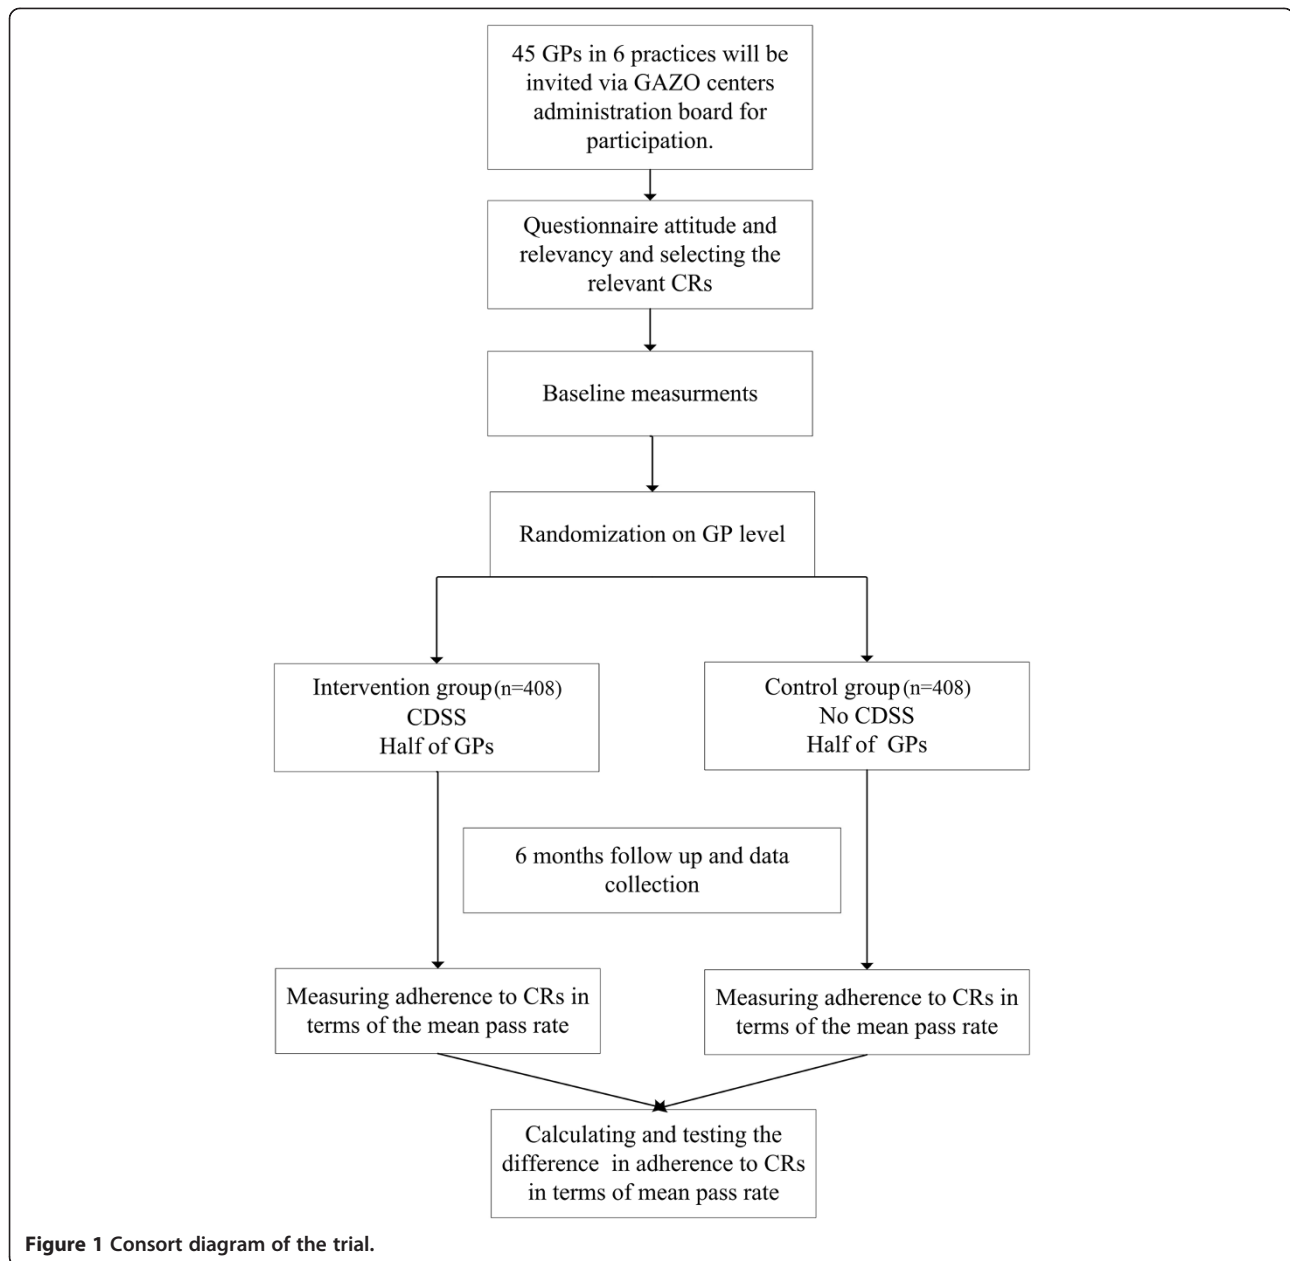 45 GPs in 6 practices will be
invited via GAZO centers
administration board for
participation.
Questionnaire attitude and
relevancy and selecting the
relevant CRs
Baseline measurments
Randomization on GP level
Intervention group (n=408)
CDSS
Half of GPs
Control group (n=408)
No CDSS
Half of GPs
6 months follow up and data
collection
Measuring adherence to CRs in
terms of the mean pass rate
Measuring adherence to CRs in
terms of the mean pass rate
Calculating and testing the
difference in adherence to CRs
in terms of mean pass rate
Figure 1 Consort diagram of the trial.